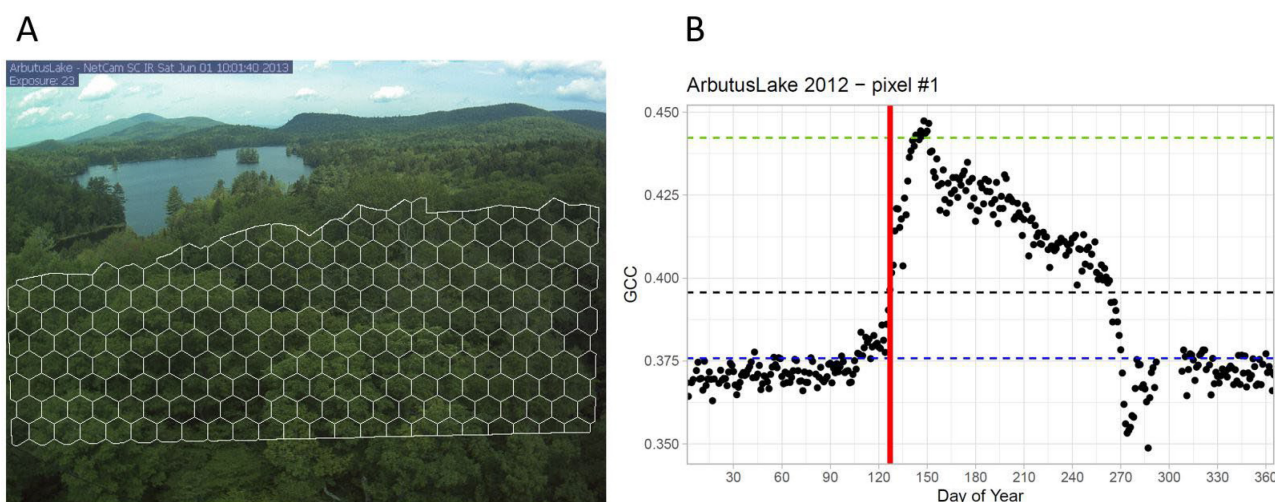 A
B
ArbutusLake - NetCam SC IR Sat Jun 01 10:01:40 2013
Exposure: 23
ArbutusLake 2012 − pixel #1
0.450
0.425
0.400
0.375
0.350
GCC
30 60 90 120 150 180 210 240 270 300 330 360
Day of Year